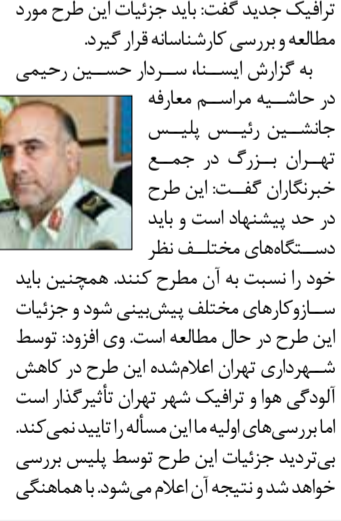 ترافیک جدید گفت: باید جزئیات این طرح مورد
مطالعه و بررسی کارشناسانه قرار گیرد.
به گزارش ایسنا، سردار حسین رحیمی
در حاشیه مراسم معارفه
جانشین رئیس پلیس
تهران بزرگ در جمع
خبرنگاران گفت: این طرح
در حد پیشنهاد است و باید
دستگاه‌های مختلف نظر
خود را نسبت به آن مطرح کنند. همچنین باید
سازوکارهای مختلف پیش‌بینی شود و جزئیات
این طرح در حال مطالعه است. وی افزود: توسط
شهرداری تهران اعلام‌شده این طرح در کاهش
آلودگی هوا و ترافیک شهر تهران تأثیرگذار است
اما بررسی‌های اولیه ما این مسأله را تایید نمی‌کند.
بی‌تردید جزئیات این طرح توسط پلیس بررسی
خواهد شد و نتیجه آن اعلام می‌شود. با هماهنگی